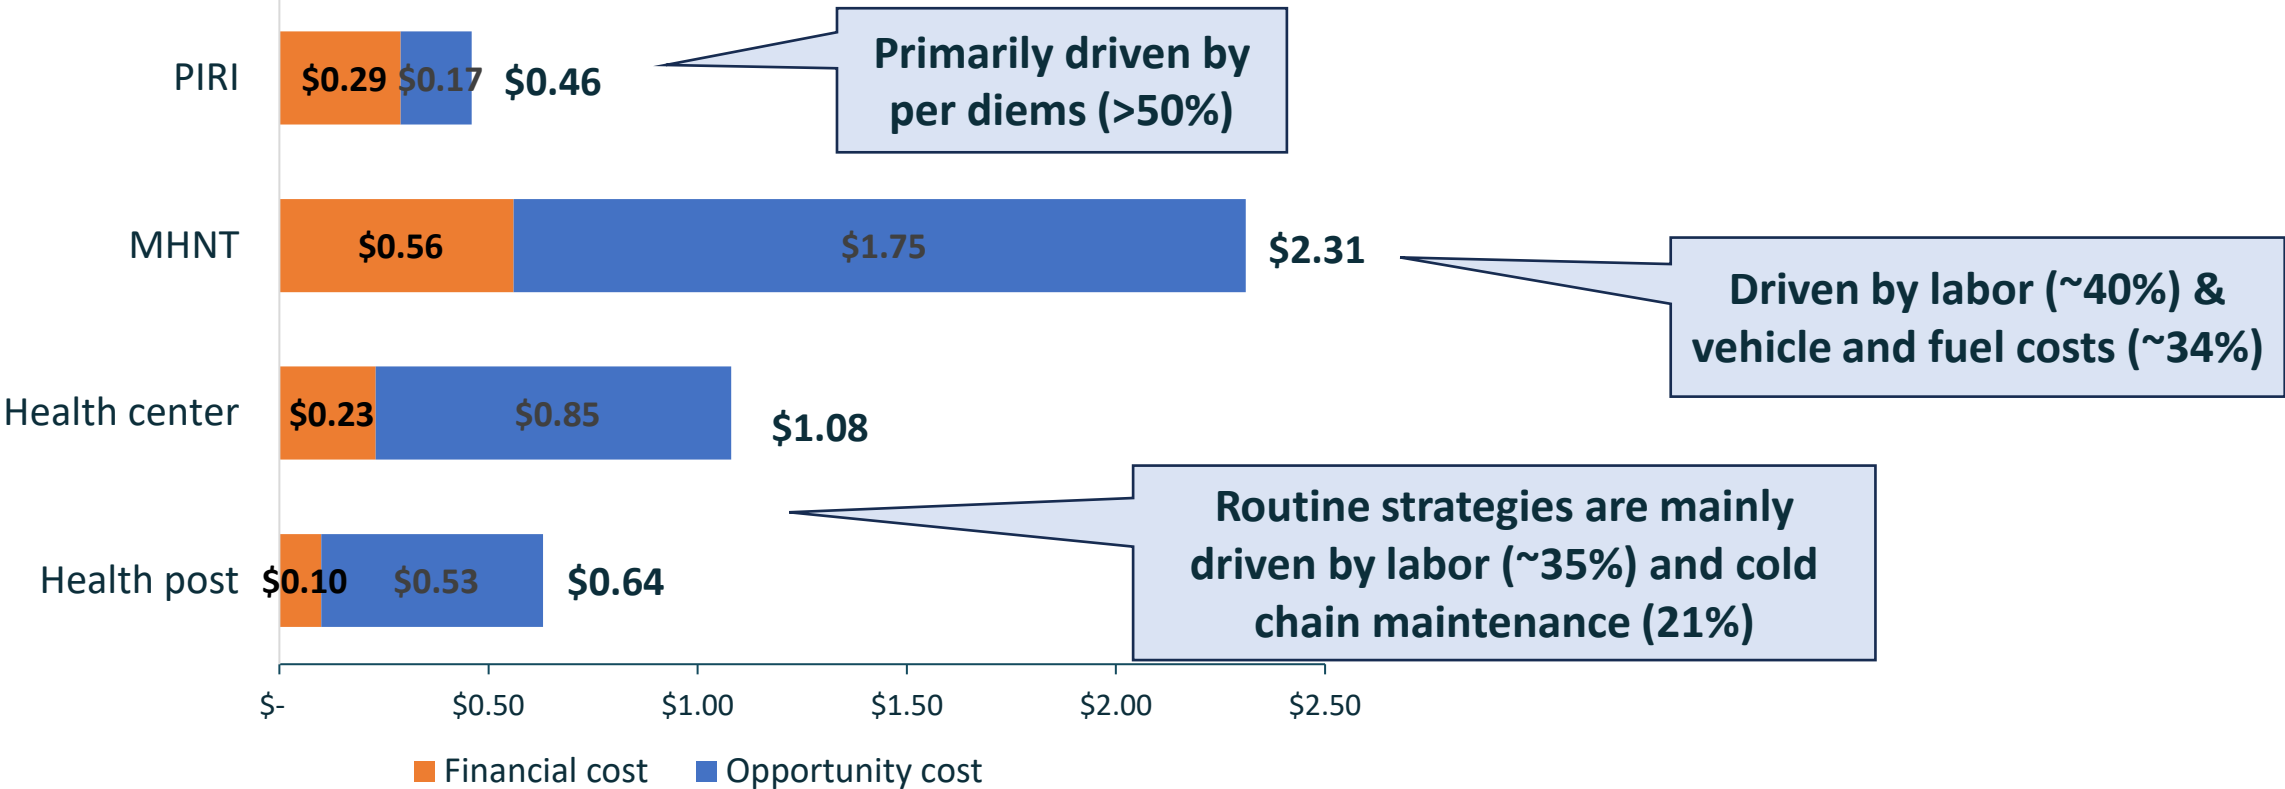 PIRI
$0.29
$0.17
$0.46
Primarily driven by
per diems (>50%)
MHNT
$0.56
$1.75
$2.31
Driven by labor (~40%) &
vehicle and fuel costs (~34%)
Health center
$0.23
$0.85
$1.08
Routine strategies are mainly
driven by labor (~35%) and cold
chain maintenance (21%)
Health post
$0.10
$0.53
$0.64
$-
$0.50
$1.00
$1.50
$2.00
$2.50
Financial cost
Opportunity cost